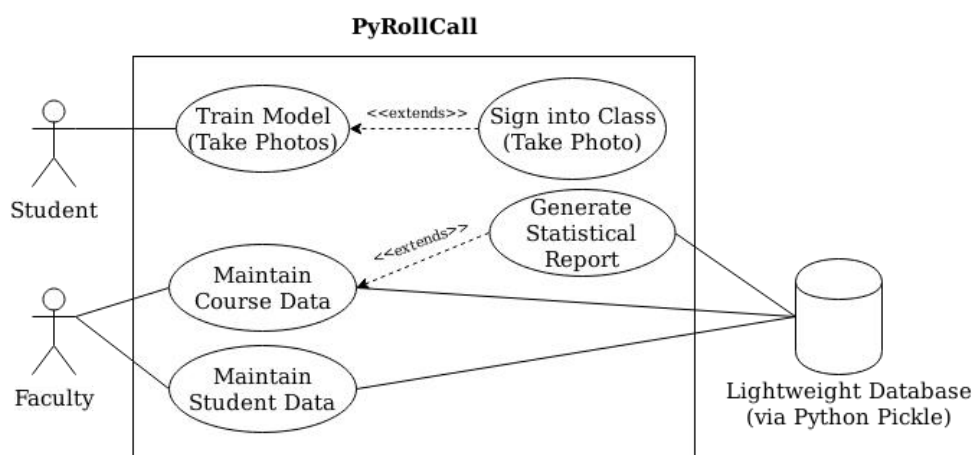 PyRollCall
Train Model
(Take Photos)
<<extends>>
Sign into Class
(Take Photo)
Student
Generate
Statistical
Report
<<extends>>
Maintain
Course Data
Faculty
Maintain
Student Data
Lightweight Database
(via Python Pickle)